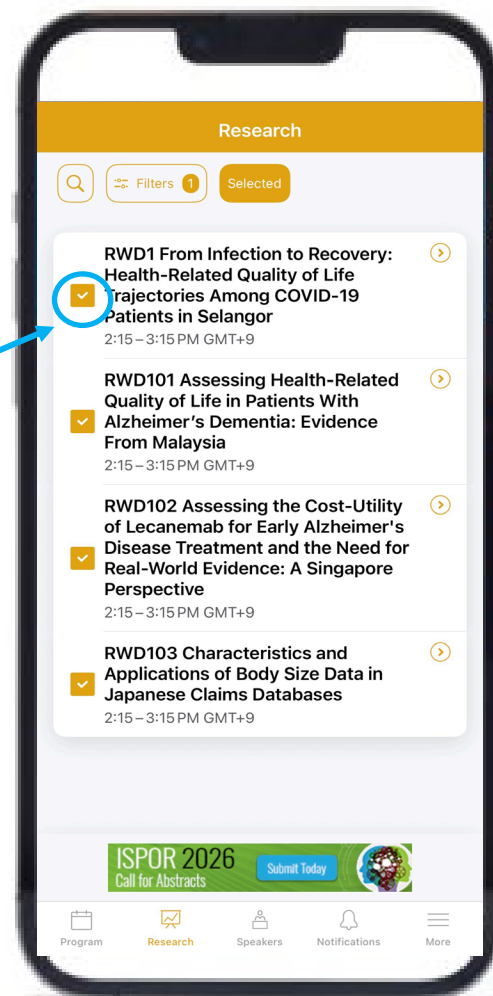 Research
Filters 1
Selected
RWD1 From Infection to Recovery:
Health-Related Quality of Life
Trajectories Among COVID-19
Patients in Selangor
2:15–3:15 PM GMT+9
RWD101 Assessing Health-Related
Quality of Life in Patients With
Alzheimer's Dementia: Evidence
From Malaysia
2:15–3:15 PM GMT+9
RWD102 Assessing the Cost-Utility
of Lecanemab for Early Alzheimer's
Disease Treatment and the Need for
Real-World Evidence: A Singapore
Perspective
2:15–3:15 PM GMT+9
RWD103 Characteristics and
Applications of Body Size Data in
Japanese Claims Databases
2:15–3:15 PM GMT+9
ISPOR 2026
Call for Abstracts
Submit Today
Program
Research
Speakers
Notifications
More